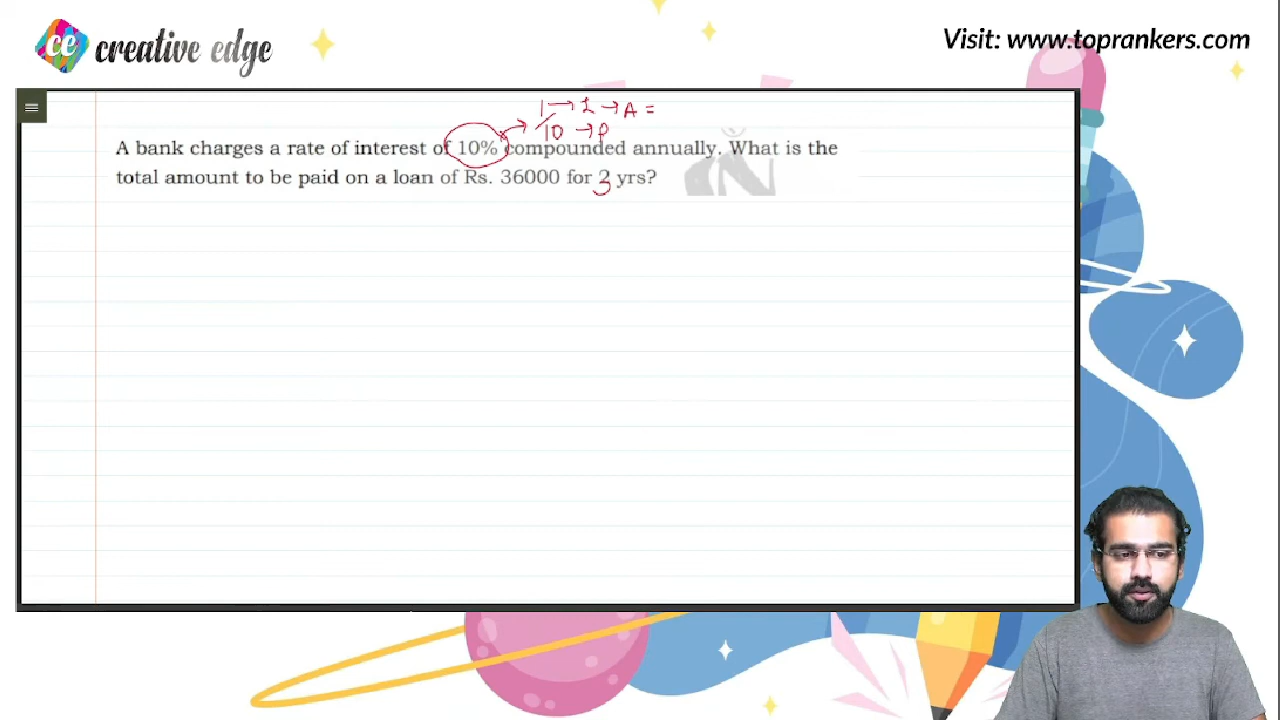 ce creative edge
Visit: www.toprankers.com
1 → I → A =
10 → P
A bank charges a rate of interest of 10% compounded annually. What is the
total amount to be paid on a loan of Rs. 36000 for 3 yrs?